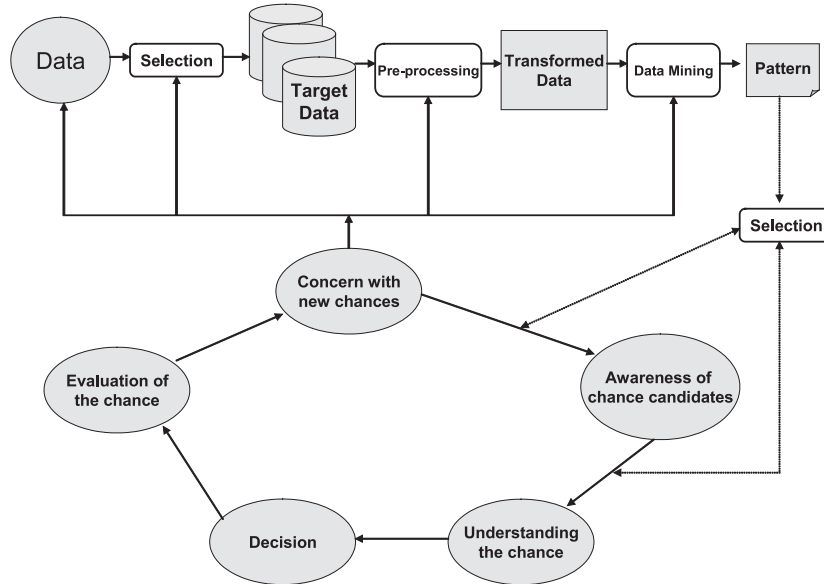 Data
Selection
Target
Data
Pre-processing
Transformed
Data
Data Mining
Pattern
Selection
Concern with
new chances
Awareness of
chance candidates
Evaluation of
the chance
Decision
Understanding
the chance